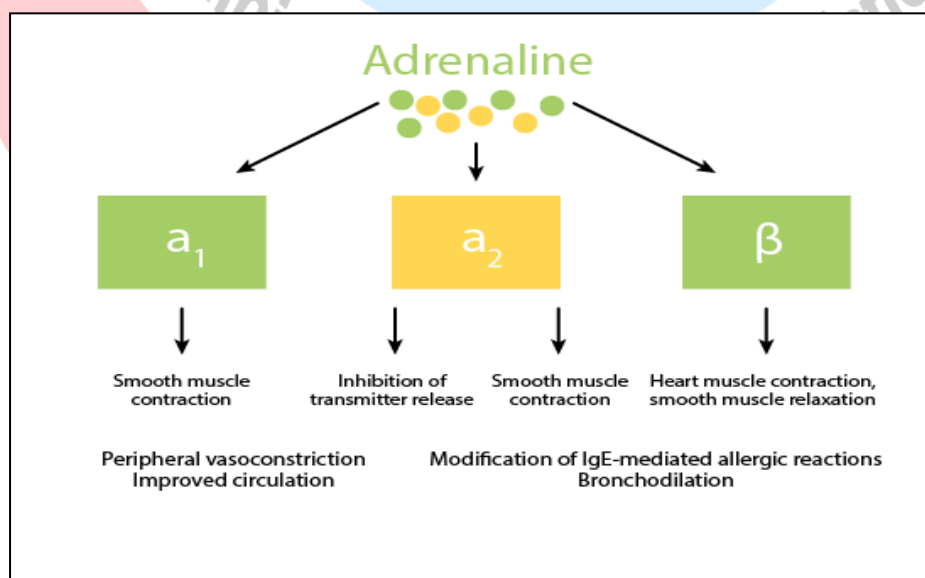 Adrenaline
a₁
a₂
β
Smooth muscle
contraction
Inhibition of
transmitter release
Smooth muscle
contraction
Heart muscle contraction,
smooth muscle relaxation
Peripheral vasoconstriction
Improved circulation
Modification of IgE-mediated allergic reactions
Bronchodilation